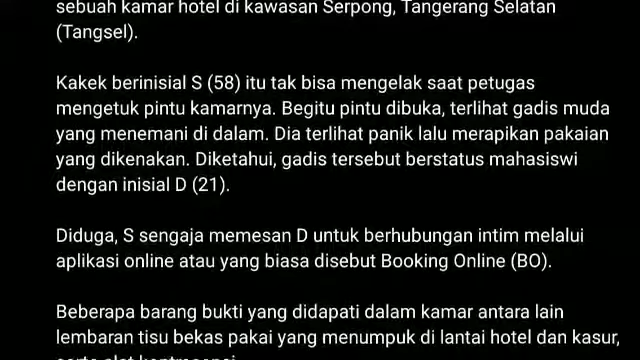 sebuah kamar hotel di kawasan Serpong, Tangerang Selatan
(Tangsel).
Kakek berinisial S (58) itu tak bisa mengelak saat petugas
mengetuk pintu kamarnya. Begitu pintu dibuka, terlihat gadis muda
yang menemani di dalam. Dia terlihat panik lalu merapikan pakaian
yang dikenakan. Diketahui, gadis tersebut berstatus mahasiswi
dengan inisial D (21).
Diduga, S sengaja memesan D untuk berhubungan intim melalui
aplikasi online atau yang biasa disebut Booking Online (BO).
Beberapa barang bukti yang didapati dalam kamar antara lain
lembaran tisu bekas pakai yang menumpuk di lantai hotel dan kasur,